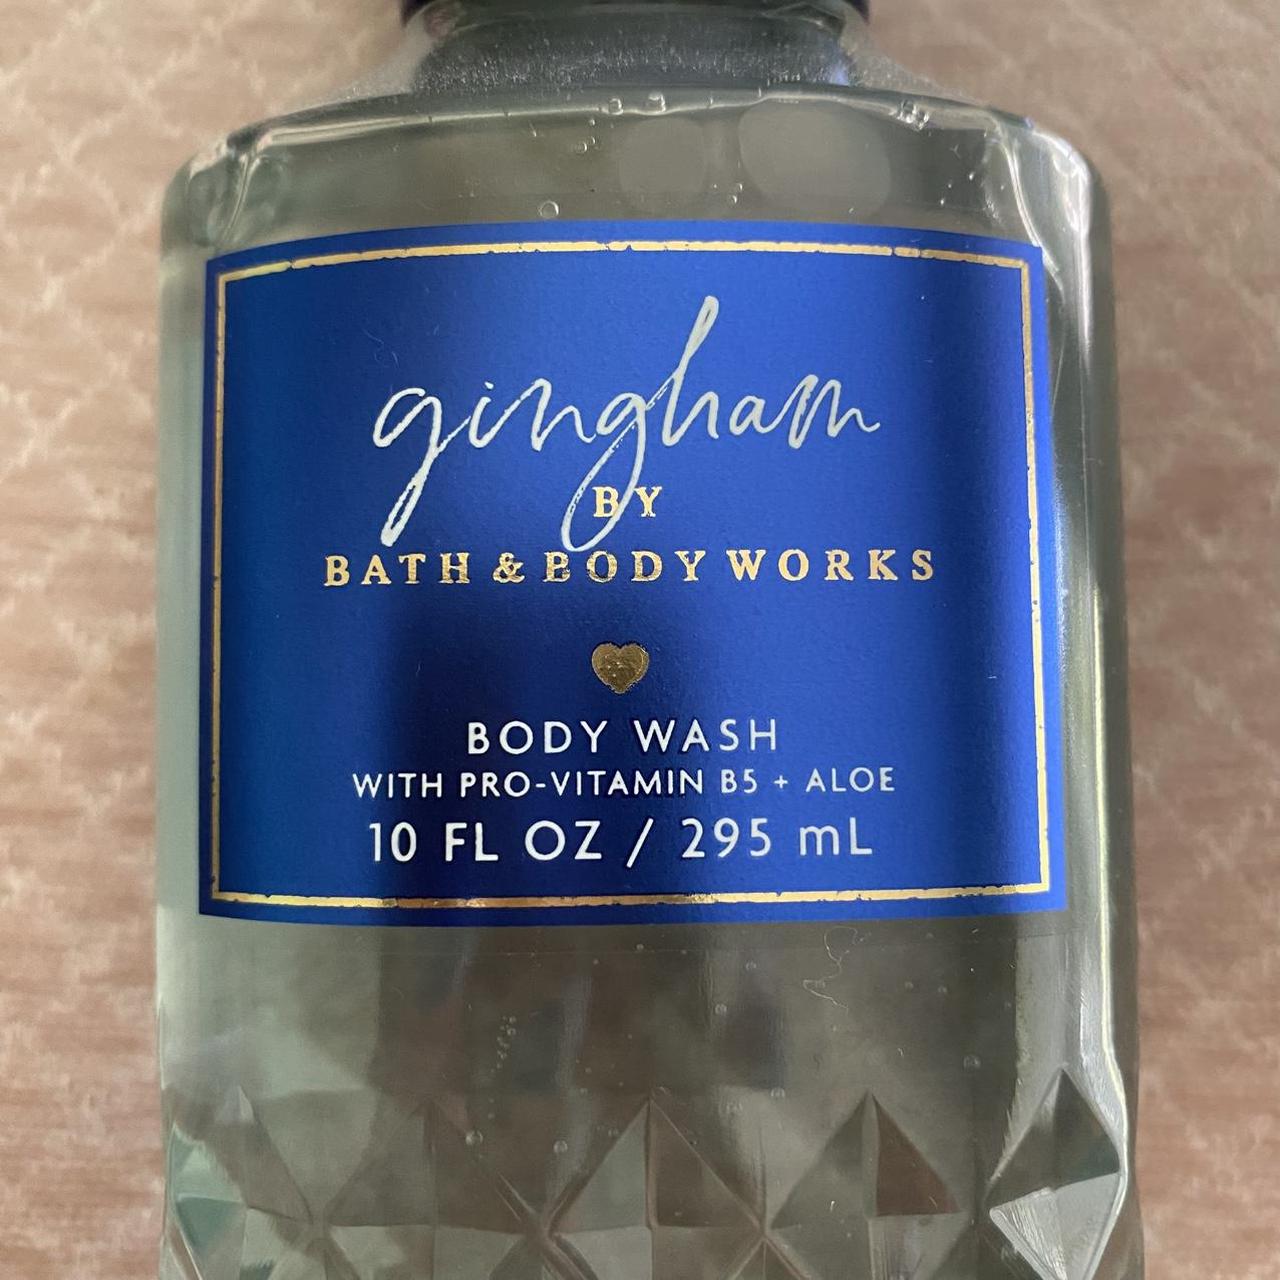 gingham
BY
BATH & BODY WORKS
BODY WASH
WITH PRO-VITAMIN B5 + ALOE
10 FL OZ / 295 mL